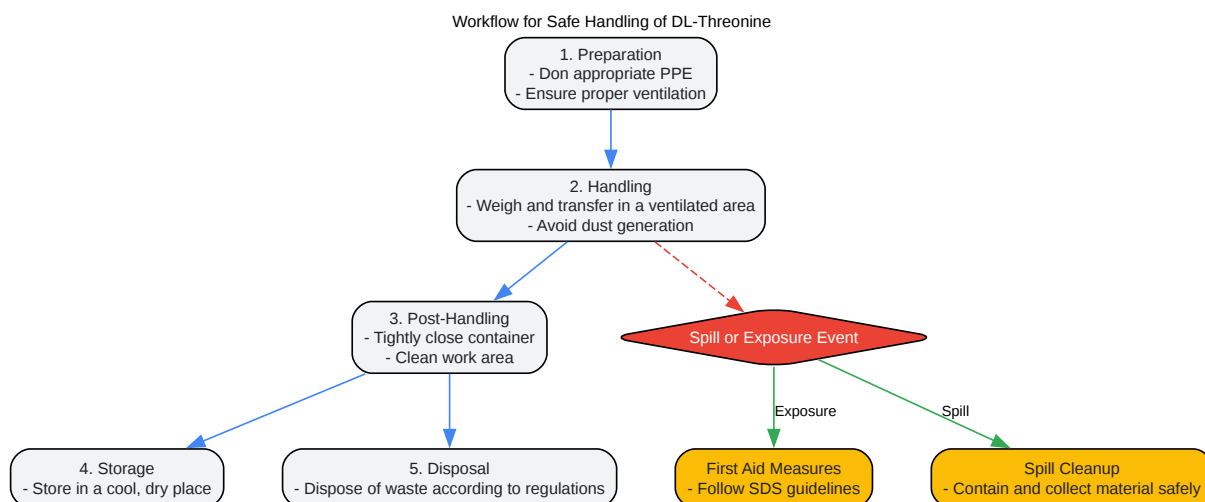 Workflow for Safe Handling of DL-Threonine
1. Preparation
- Don appropriate PPE
- Ensure proper ventilation
2. Handling
- Weigh and transfer in a ventilated area
- Avoid dust generation
3. Post-Handling
- Tightly close container
- Clean work area
Spill or Exposure Event
Exposure
Spill
4. Storage
- Store in a cool, dry place
5. Disposal
- Dispose of waste according to regulations
First Aid Measures
- Follow SDS guidelines
Spill Cleanup
- Contain and collect material safely